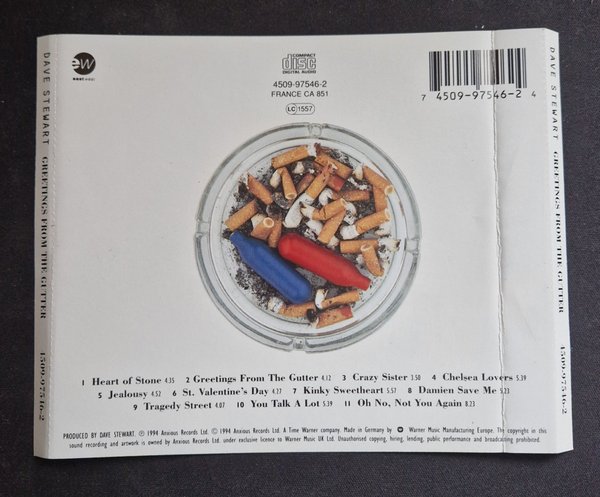 ew
eastwest
COMPACT
disc
DIGITAL AUDIO
4509-97546-2
FRANCE CA 851
LC 1557
7 4509-97546-2 4
DAVE STEWART GREETINGS FROM THE GUTTER 4509-97546-2
DAVE STEWART GREETINGS FROM THE GUTTER 4509-97546-2
1 Heart of Stone 4.35 2 Greetings From The Gutter 4.12 3 Crazy Sister 3.50 4 Chelsea Lovers 5.39
5 Jealousy 4.52 6 St. Valentine's Day 4.27 7 Kinky Sweetheart 5.57 8 Damien Save Me 5.23
9 Tragedy Street 4.07 10 You Talk A Lot 5.39 11 Oh No, Not You Again 8.23
PRODUCED BY DAVE STEWART. ℗ 1994 Anxious Records Ltd. © 1994 Anxious Records Ltd. A Time Warner company. Made in Germany by Warner Music Manufacturing Europe. The copyright in this
sound recording and artwork is owned by Anxious Records Ltd. under exclusive licence to Warner Music UK Ltd. Unauthorised copying, hiring, lending, public performance and broadcasting prohibited.